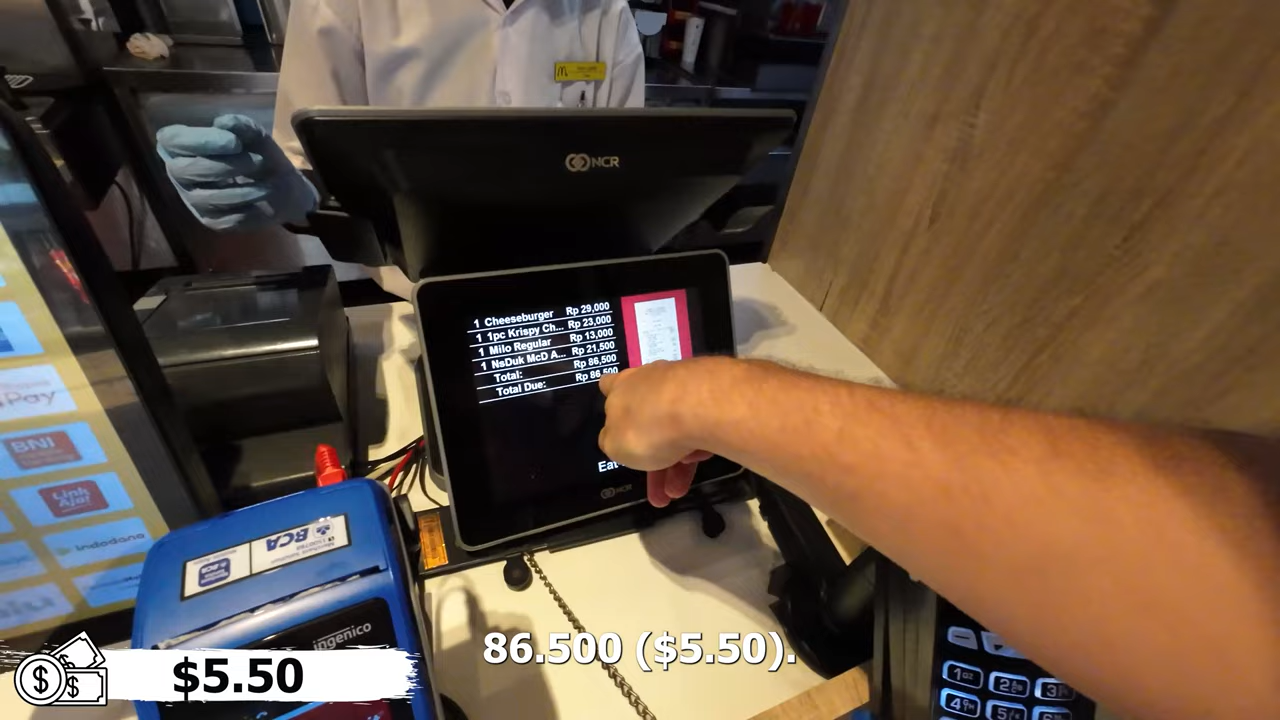 NCR
1 Cheeseburger Rp 29,000
1 1pc Krispy Ch... Rp 23,000
1 Milo Regular Rp 13,000
1 NsDuk McD A... Rp 21,500
Total: Rp 86,500
Total Due: Rp 86,500
Eat
NCR
Pay
BNI
Link
Aja!
indodana
BCA
ingenico
86.500 ($5.50).
$5.50